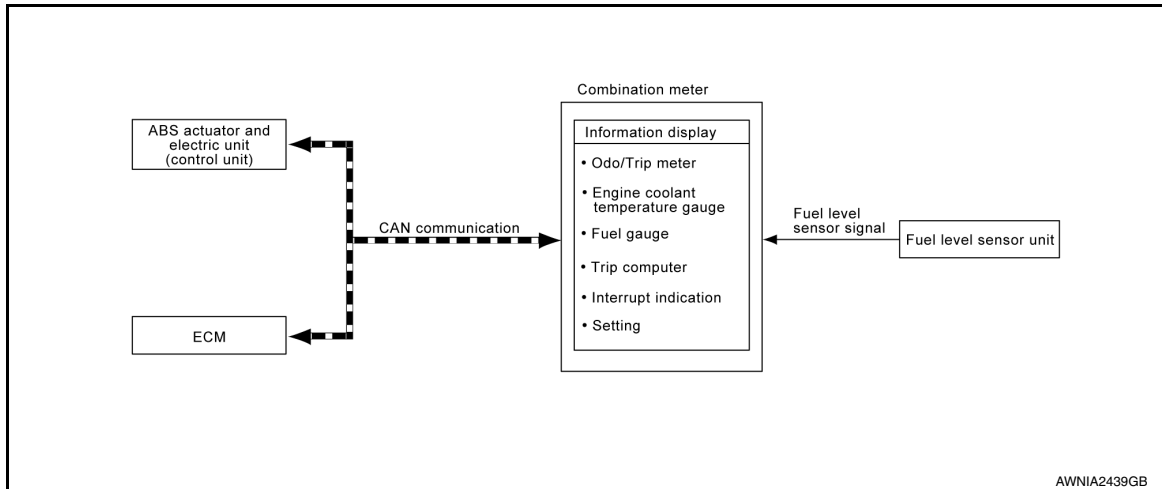 Combination meter
ABS actuator and
electric unit
(control unit)
Information display
• Odo/Trip meter
• Engine coolant
temperature gauge
CAN communication
• Fuel gauge
Fuel level
sensor signal
Fuel level sensor unit
• Trip computer
• Interrupt indication
• Setting
ECM
AWNIA2439GB